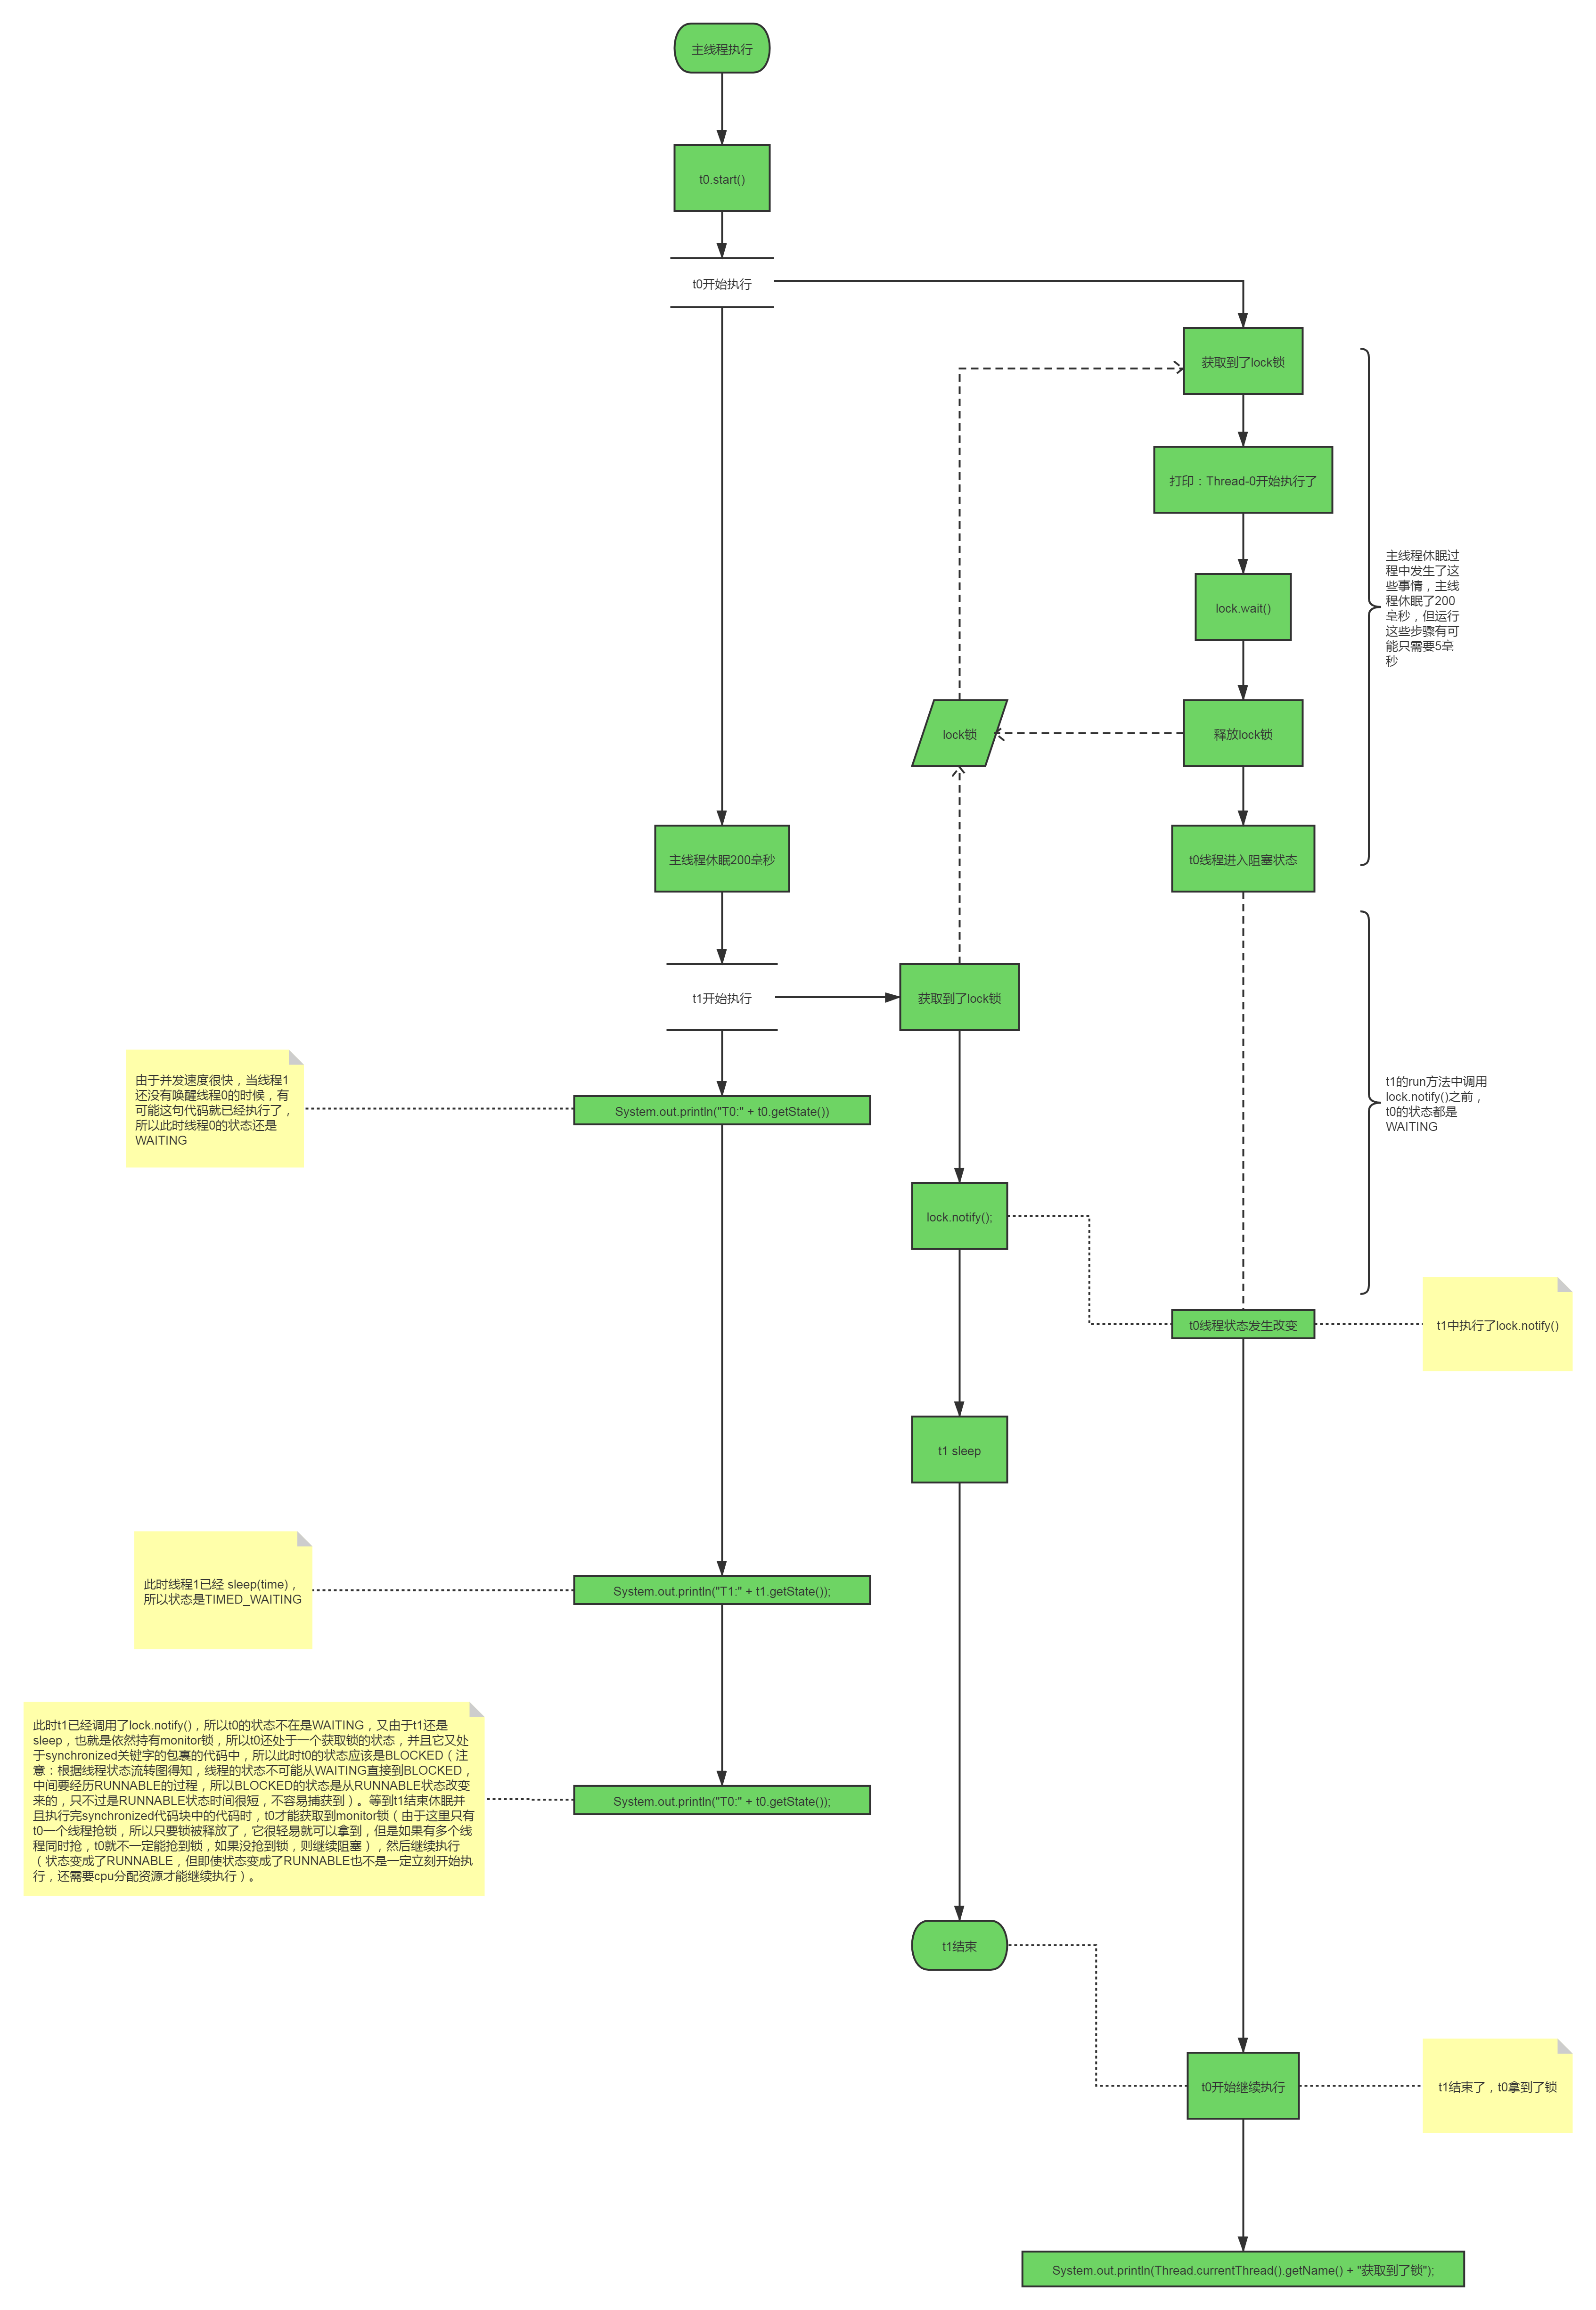 主线程执行
t0.start()
t0开始执行
获取到了lock锁
打印：Thread-0开始执行了
主线程休眠过
程中发生了这
些事情，主线
程休眠了200
毫秒，但运行
这些步骤有可
能只需要5毫
秒
lock.wait()
lock锁
释放lock锁
主线程休眠200毫秒
t0线程进入阻塞状态
t1开始执行
获取到了lock锁
由于并发速度很快，当线程1
还没有唤醒线程0的时候，有
可能这句代码就已经执行了，
所以此时线程0的状态还是
WAITING
System.out.println("T0:" + t0.getState())
t1的run方法中调用
lock.notify()之前，
t0的状态都是
WAITING
lock.notify();
t0线程状态发生改变
t1中执行了lock.notify()
t1 sleep
此时线程1已经 sleep(time)，
所以状态是TIMED_WAITING
System.out.println("T1:" + t1.getState());
此时t1已经调用了lock.notify()，所以t0的状态不在是WAITING，又由于t1还是
sleep，也就是依然持有monitor锁，所以t0还处于一个获取锁的状态，并且它又处
于synchronized关键字的包裹的代码中，所以此时t0的状态应该是BLOCKED（注
意：根据线程状态流转图得知，线程的状态不可能从WAITING直接到BLOCKED，
中间要经历RUNNABLE的过程，所以BLOCKED的状态是从RUNNABLE状态改变
来的，只不过是RUNNABLE状态时间很短，不容易捕获到）。等到t1结束休眠并
且执行完synchronized代码块中的代码时，t0才能获取到monitor锁（由于这里只有
t0一个线程抢锁，所以只要锁被释放了，它很轻易就可以拿到，但是如果有多个线
程同时抢，t0就不一定能抢到锁，如果没抢到锁，则继续阻塞），然后继续执行
（状态变成了RUNNABLE，但即使状态变成了RUNNABLE也不是一定立刻开始执
行，还需要cpu分配资源才能继续执行）。
System.out.println("T0:" + t0.getState());
t1结束
t0开始继续执行
t1结束了，t0拿到了锁
System.out.println(Thread.currentThread().getName() + "获取到了锁");